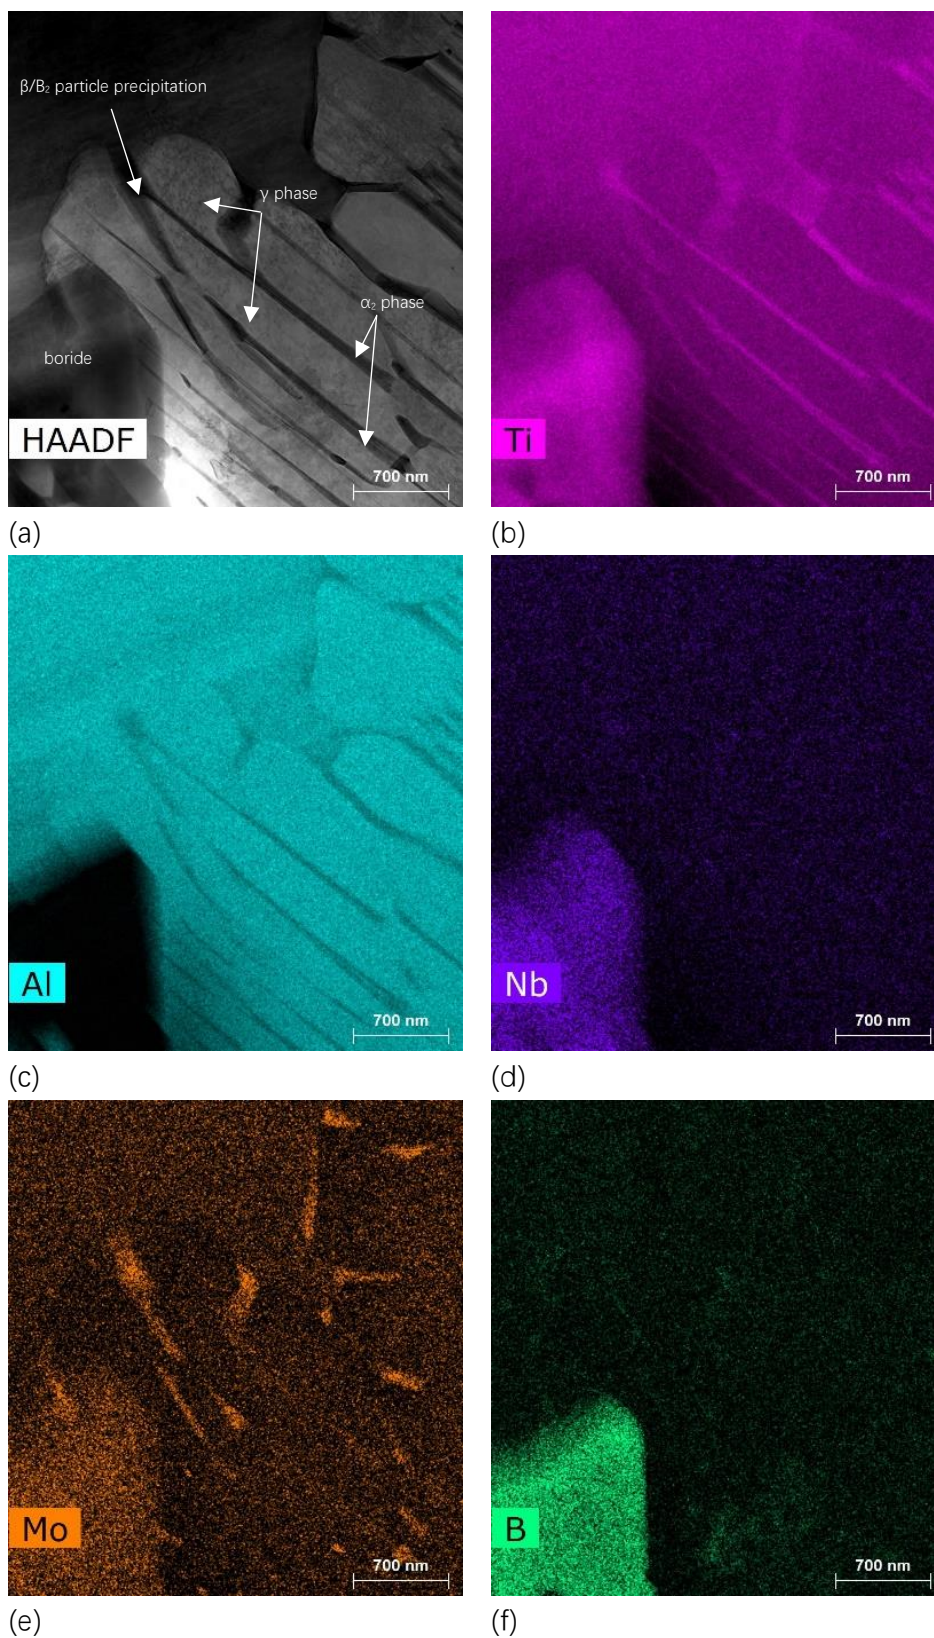 β/B₂ particle precipitation
γ phase
α₂ phase
boride
HAADF
700 nm
(a)
Ti
700 nm
(b)
Al
700 nm
(c)
Nb
700 nm
(d)
Mo
700 nm
(e)
B
700 nm
(f)